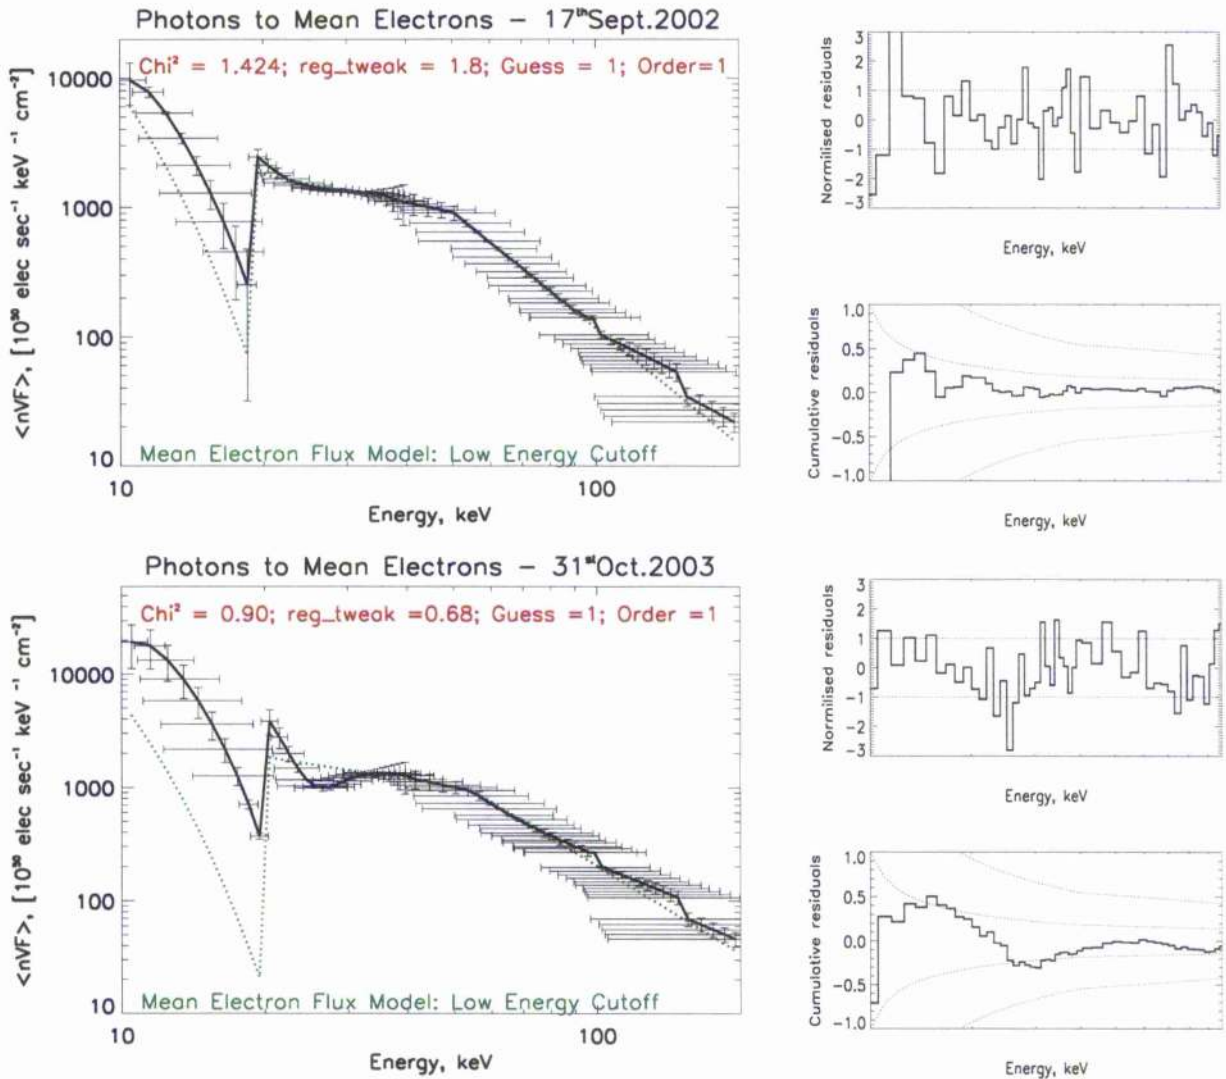 Photons to Mean Electrons – 17ᵗʰSept.2002
Chi² = 1.424; reg_tweak = 1.8; Guess = 1; Order=1
<nVF>, [10³⁰ elec sec⁻¹ keV ⁻¹ cm⁻²]
10000
1000
100
10
Mean Electron Flux Model: Low Energy Cutoff
10
100
Energy, keV
Normilised residuals
3
2
1
0
−1
−2
−3
Energy, keV
Cumulative residuals
1.0
0.5
0.0
−0.5
−1.0
Energy, keV
Photons to Mean Electrons – 31ˢᵗOct.2003
Chi² = 0.90; reg_tweak =0.68; Guess =1; Order =1
<nVF>, [10³⁰ elec sec⁻¹ keV ⁻¹ cm⁻²]
10000
1000
100
10
Mean Electron Flux Model: Low Energy Cutoff
10
100
Energy, keV
Normilised residuals
3
2
1
0
−1
−2
−3
Energy, keV
Cumulative residuals
1.0
0.5
0.0
−0.5
−1.0
Energy, keV